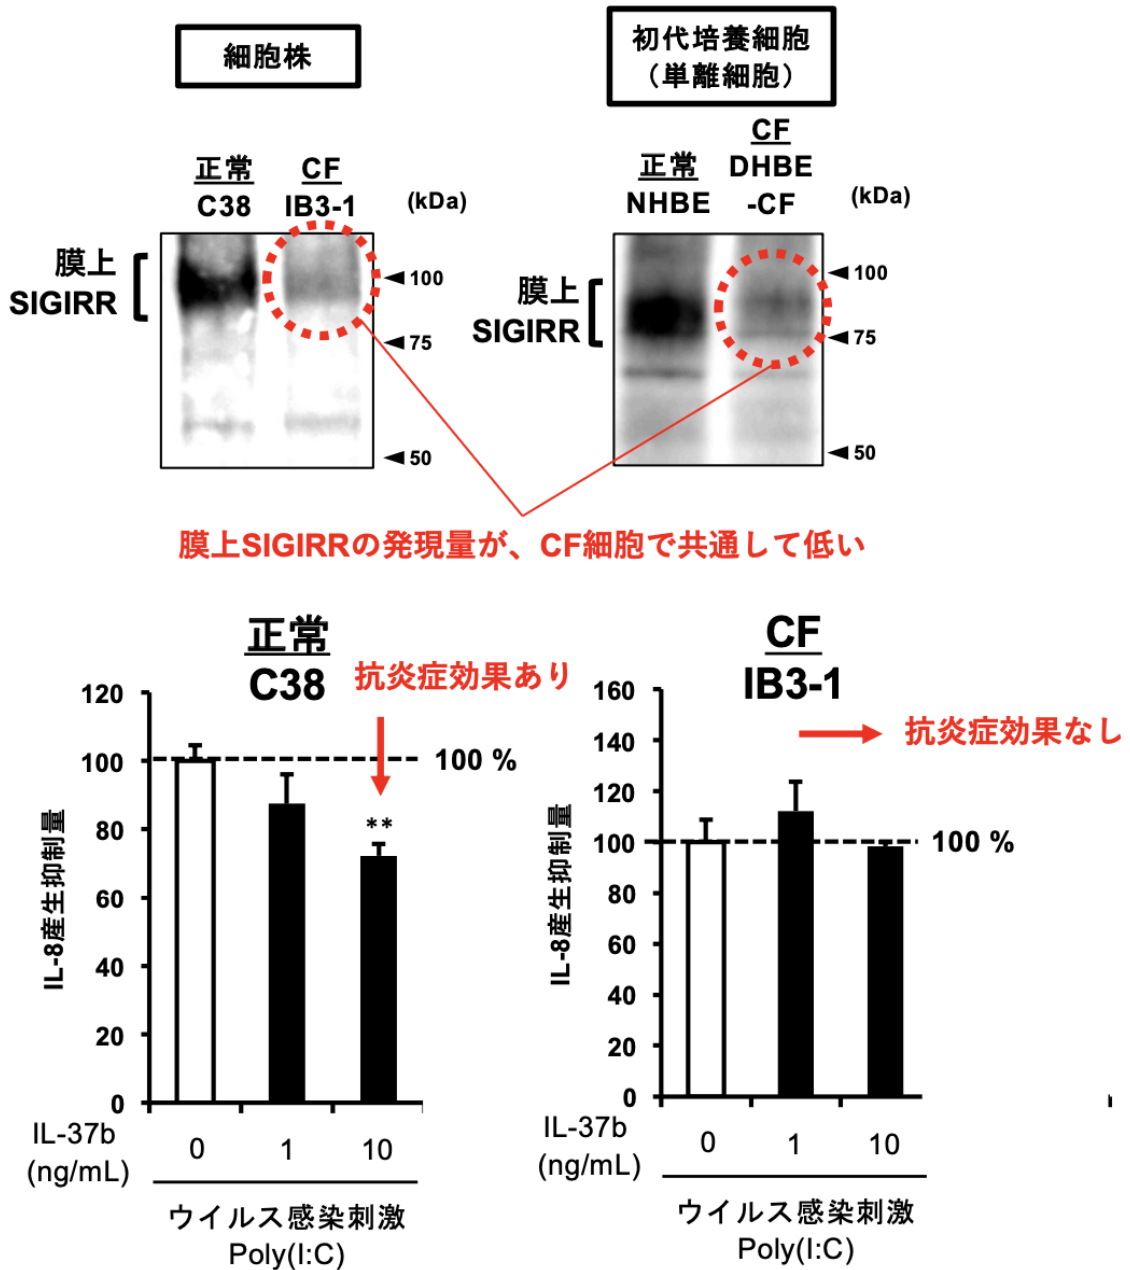 細胞株
初代培養細胞
（単離細胞）
正常
C38
CF
IB3-1
(kDa)
膜上
SIGIRR
100
75
50
正常
NHBE
CF
DHBE
-CF
(kDa)
膜上
SIGIRR
100
75
50
膜上SIGIRRの発現量が、CF細胞で共通して低い
正常
C38
抗炎症効果あり
120
100
80
60
40
20
0
100 %
**
IL-8産生抑制量
IL-37b
(ng/mL)
0 1 10
ウイルス感染刺激
Poly(I:C)
CF
IB3-1
抗炎症効果なし
160
140
120
100
80
60
40
20
0
100 %
IL-8産生抑制量
IL-37b
(ng/mL)
0 1 10
ウイルス感染刺激
Poly(I:C)